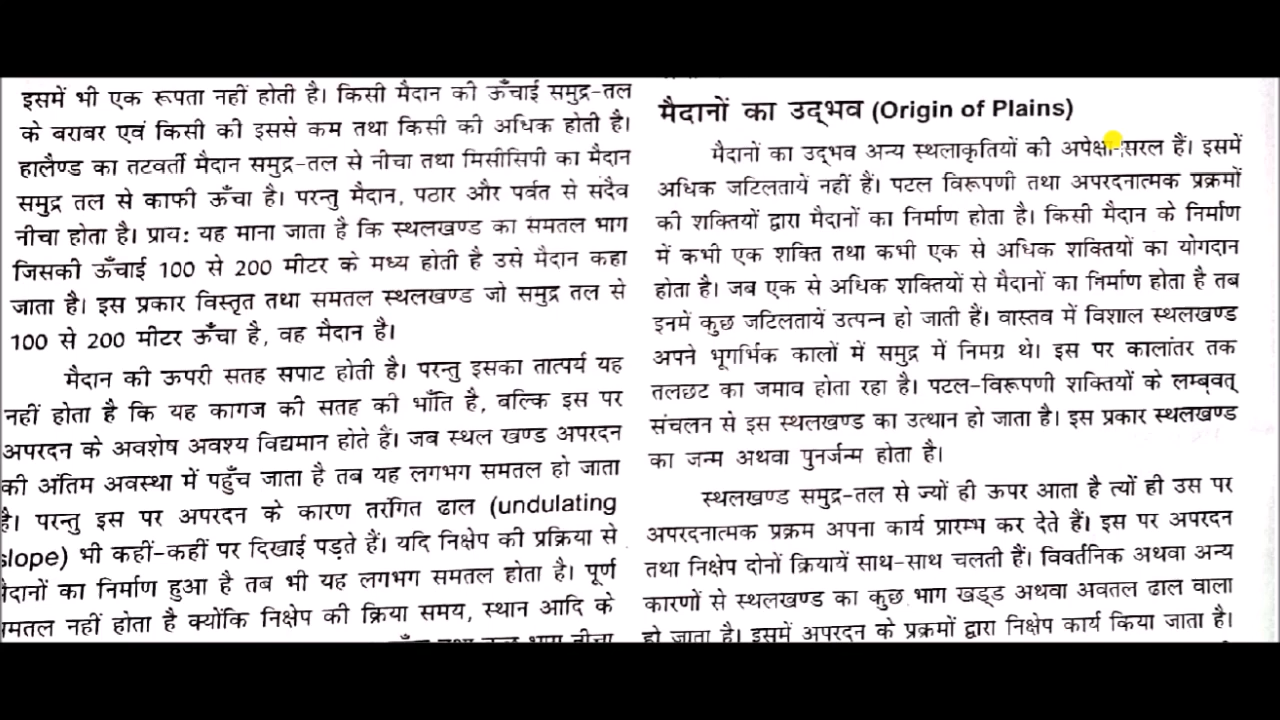 इसमें भी एक रूपता नहीं होती है। किसी मैदान की ऊँचाई समुद्र-तल
के बराबर एवं किसी की इससे कम तथा किसी की अधिक होती है।
हालैण्ड का तटवर्ती मैदान समुद्र-तल से नीचा तथा मिसीसिपी का मैदान
समुद्र तल से काफी ऊँचा है। परन्तु मैदान, पठार और पर्वत से संदैव
नीचा होता है। प्राय: यह माना जाता है कि स्थलखण्ड का समतल भाग
जिसकी ऊँचाई 100 से 200 मीटर के मध्य होती है उसे मैदान कहा
जाता है। इस प्रकार विस्तृत तथा समतल स्थलखण्ड जो समुद्र तल से
100 से 200 मीटर ऊँचा है, वह मैदान है।
मैदान की ऊपरी सतह सपाट होती है। परन्तु इसका तात्पर्य यह
नहीं होता है कि यह कागज की सतह की भाँति है, वल्कि इस पर
अपरदन के अवशेष अवश्य विद्यमान होते हैं। जब स्थल खण्ड अपरदन
की अंतिम अवस्था में पहुँच जाता है तब यह लगभग समतल हो जाता
है। परन्तु इस पर अपरदन के कारण तरंगित ढाल (undulating
slope) भी कहीं-कहीं पर दिखाई पड़ते हैं। यदि निक्षेप की प्रक्रिया से
मैदानों का निर्माण हुआ है तब भी यह लगभग समतल होता है। पूर्ण
समतल नहीं होता है क्योंकि निक्षेप की क्रिया समय, स्थान आदि के
मैदानों का उद्भव (Origin of Plains)
मैदानों का उद्भव अन्य स्थलाकृतियों की अपेक्षा-सरल हैं। इसमें
अधिक जटिलतायें नहीं हैं। पटल विरूपणी तथा अपरदनात्मक प्रक्रमों
की शक्तियों द्वारा मैदानों का निर्माण होता है। किसी मैदान के निर्माण
में कभी एक शक्ति तथा कभी एक से अधिक शक्तियों का योगदान
होता है। जब एक से अधिक शक्तियों से मैदानों का निर्माण होता है तब
इनमें कुछ जटिलतायें उत्पन्न हो जाती हैं। वास्तव में विशाल स्थलखण्ड
अपने भूगर्भिक कालों में समुद्र में निमग्र थे। इस पर कालांतर तक
तलछट का जमाव होता रहा है। पटल-विरूपणी शक्तियों के लम्बवत्
संचलन से इस स्थलखण्ड का उत्थान हो जाता है। इस प्रकार स्थलखण्ड
का जन्म अथवा पुनर्जन्म होता है।
स्थलखण्ड समुद्र-तल से ज्यों ही ऊपर आता है त्यों ही उस पर
अपरदनात्मक प्रक्रम अपना कार्य प्रारम्भ कर देते हैं। इस पर अपरदन
तथा निक्षेप दोनों क्रियायें साथ-साथ चलती हैं। विवर्तनिक अथवा अन्य
कारणों से स्थलखण्ड का कुछ भाग खड्ड अथवा अवतल ढाल वाला
हो जाता है। इसमें अपरदन के प्रक्रमों द्वारा निक्षेप कार्य किया जाता है।